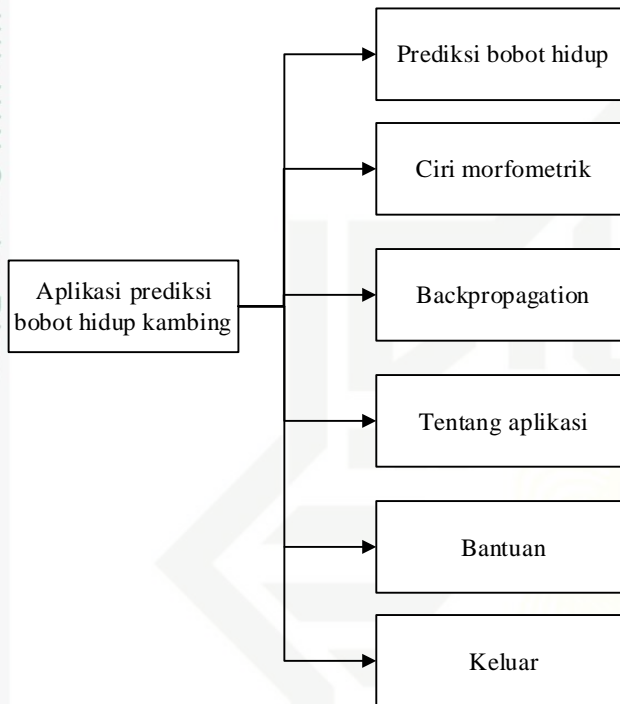 Prediksi bobot hidup
Ciri morfometrik
Aplikasi prediksi
bobot hidup kambing
Backpropagation
Tentang aplikasi
Bantuan
Keluar